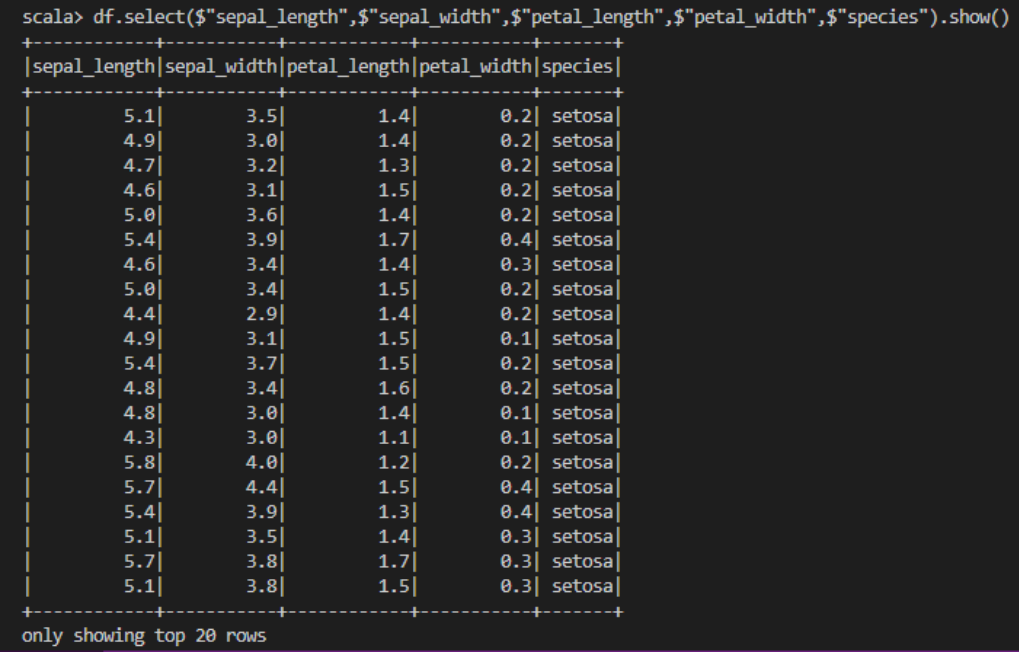 scala> df.select($"sepal_length",$"sepal_width",$"petal_length",$"petal_width",$"species").show()
+------------+-----------+------------+-----------+-------+
|sepal_length|sepal_width|petal_length|petal_width|species|
+------------+-----------+------------+-----------+-------+
|         5.1|        3.5|         1.4|        0.2| setosa|
|         4.9|        3.0|         1.4|        0.2| setosa|
|         4.7|        3.2|         1.3|        0.2| setosa|
|         4.6|        3.1|         1.5|        0.2| setosa|
|         5.0|        3.6|         1.4|        0.2| setosa|
|         5.4|        3.9|         1.7|        0.4| setosa|
|         4.6|        3.4|         1.4|        0.3| setosa|
|         5.0|        3.4|         1.5|        0.2| setosa|
|         4.4|        2.9|         1.4|        0.2| setosa|
|         4.9|        3.1|         1.5|        0.1| setosa|
|         5.4|        3.7|         1.5|        0.2| setosa|
|         4.8|        3.4|         1.6|        0.2| setosa|
|         4.8|        3.0|         1.4|        0.1| setosa|
|         4.3|        3.0|         1.1|        0.1| setosa|
|         5.8|        4.0|         1.2|        0.2| setosa|
|         5.7|        4.4|         1.5|        0.4| setosa|
|         5.4|        3.9|         1.3|        0.4| setosa|
|         5.1|        3.5|         1.4|        0.3| setosa|
|         5.7|        3.8|         1.7|        0.3| setosa|
|         5.1|        3.8|         1.5|        0.3| setosa|
+------------+-----------+------------+-----------+-------+
only showing top 20 rows